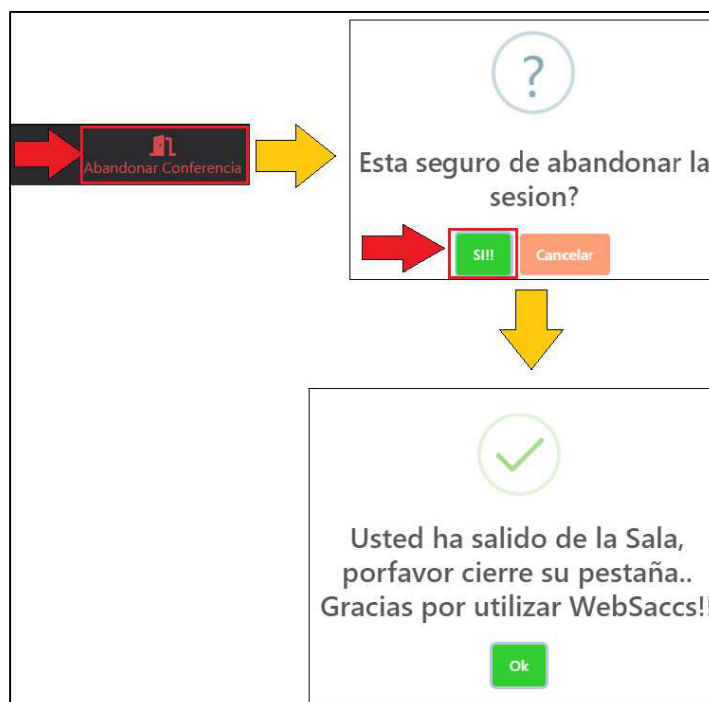 Abandonar Conferencia
?
Esta seguro de abandonar la
sesion?
SI!!
Cancelar
Usted ha salido de la Sala,
porfavor cierre su pestaña..
Gracias por utilizar WebSaccs!!
Ok